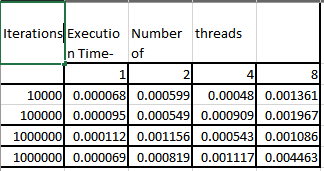 Iterations Executio Number threads
n Time- of
1 2 4 8
10000 0.000068 0.000599 0.00048 0.001361
100000 0.000095 0.000549 0.000909 0.001967
1000000 0.000112 0.001156 0.000543 0.001086
1000000 0.000069 0.000819 0.001117 0.004463